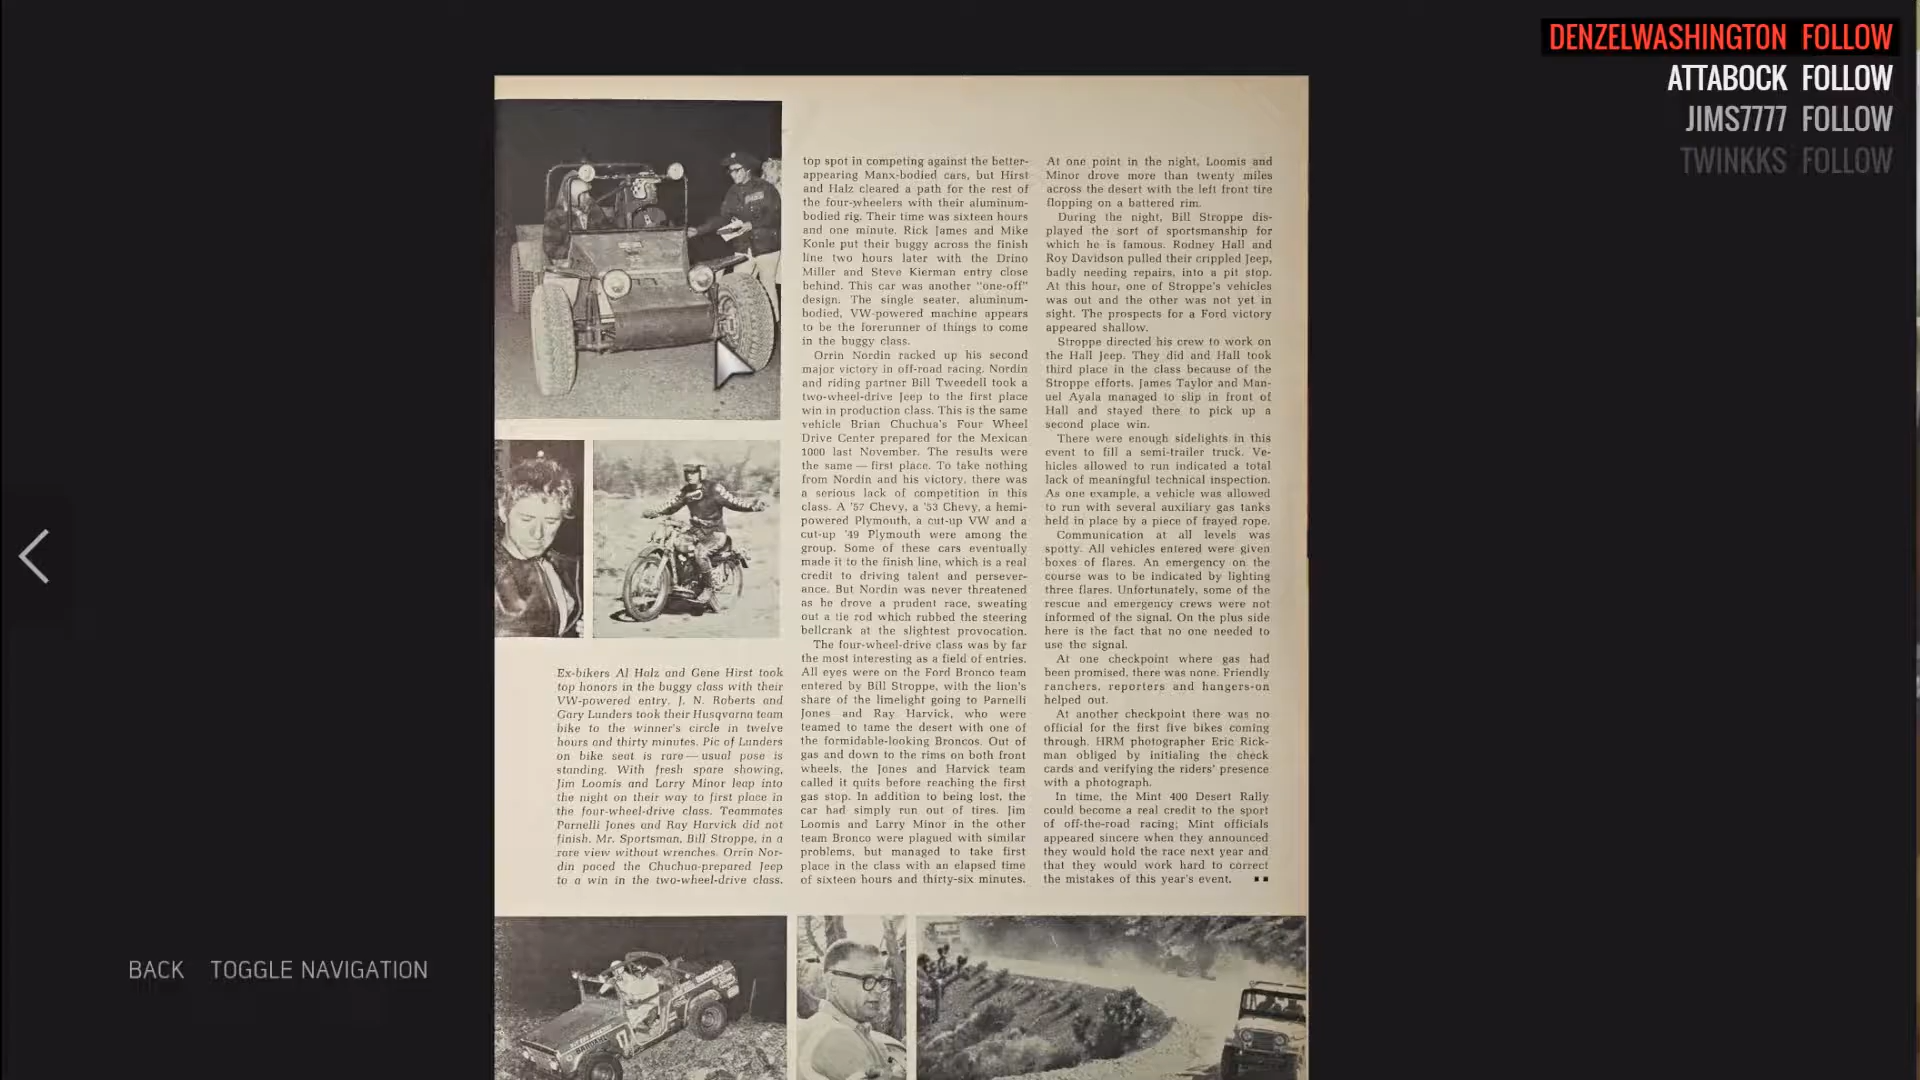 DENZELWASHINGTON FOLLOW
ATTABOCK FOLLOW
JIMS7777 FOLLOW
TWINKKS FOLLOW
top spot in competing against the better-
appearing Manx-bodied cars, but Hirst
and Halz cleared a path for the rest of
the four-wheelers with their aluminum-
bodied rig. Their time was sixteen hours
and one minute. Rick James and Mike
Konle put their buggy across the finish
line two hours later with the Drino
Miller and Steve Kierman entry close
behind. This car was another "one-off"
design. The single seater, aluminum-
bodied, VW-powered machine appears
to be the forerunner of things to come
in the buggy class.
Orrin Nordin racked up his second
major victory in off-road racing. Nordin
and riding partner Bill Tweedell took a
two-wheel-drive Jeep to the first place
win in production class. This is the same
vehicle Brian Chuchua's Four Wheel
Drive Center prepared for the Mexican
1000 last November. The results were
the same — first place. To take nothing
from Nordin and his victory, there was
a serious lack of competition in this
class. A '57 Chevy, a '53 Chevy, a hemi-
powered Plymouth, a cut-up VW and a
cut-up '49 Plymouth were among the
group. Some of these cars eventually
made it to the finish line, which is a real
credit to driving talent and persever-
ance. But Nordin was never threatened
as he drove a prudent race, sweating
out a tie rod which rubbed the steering
bellcrank at the slightest provocation.
The four-wheel-drive class was by far
the most interesting as a field of entries.
All eyes were on the Ford Bronco team
entered by Bill Stroppe, with the lion's
share of the limelight going to Parnelli
Jones and Ray Harvick, who were
teamed to tame the desert with one of
the formidable-looking Broncos. Out of
gas and down to the rims on both front
wheels, the Jones and Harvick team
called it quits before reaching the first
gas stop. In addition to being lost, the
car had simply run out of tires. Jim
Loomis and Larry Minor in the other
team Bronco were plagued with similar
problems, but managed to take first
place in the class with an elapsed time
of sixteen hours and thirty-six minutes.
At one point in the night, Loomis and
Minor drove more than twenty miles
across the desert with the left front tire
flopping on a battered rim.
During the night, Bill Stroppe dis-
played the sort of sportsmanship for
which he is famous. Rodney Hall and
Roy Davidson pulled their crippled Jeep,
badly needing repairs, into a pit stop.
At this hour, one of Stroppe's vehicles
was out and the other was not yet in
sight. The prospects for a Ford victory
appeared shallow.
Stroppe directed his crew to work on
the Hall Jeep. They did and Hall took
third place in the class because of the
Stroppe efforts. James Taylor and Man-
uel Ayala managed to slip in front of
Hall and stayed there to pick up a
second place win.
There were enough sidelights in this
event to fill a semi-trailer truck. Ve-
hicles allowed to run indicated a total
lack of meaningful technical inspection.
As one example, a vehicle was allowed
to run with several auxiliary gas tanks
held in place by a piece of frayed rope.
Communication at all levels was
spotty. All vehicles entered were given
boxes of flares. An emergency on the
course was to be indicated by lighting
three flares. Unfortunately, some of the
rescue and emergency crews were not
informed of the signal. On the plus side
here is the fact that no one needed to
use the signal.
At one checkpoint where gas had
been promised, there was none. Friendly
ranchers, reporters and hangers-on
helped out.
At another checkpoint there was no
official for the first five bikes coming
through. HRM photographer Eric Rick-
man obliged by initialing the check
cards and verifying the riders' presence
with a photograph.
In time, the Mint 400 Desert Rally
could become a real credit to the sport
of off-the-road racing; Mint officials
appeared sincere when they announced
they would hold the race next year and
that they would work hard to correct
the mistakes of this year's event.
Ex-bikers Al Halz and Gene Hirst took
top honors in the buggy class with their
VW-powered entry. J. N. Roberts and
Gary Lunders took their Husqvarna team
bike to the winner's circle in twelve
hours and thirty minutes. Pic of Lunders
on bike seat is rare — usual pose is
standing. With fresh spare showing,
Jim Loomis and Larry Minor leap into
the night on their way to first place in
the four-wheel-drive class. Teammates
Parnelli Jones and Ray Harvick did not
finish. Mr. Sportsman, Bill Stroppe, in a
rare view without wrenches. Orrin Nor-
din paced the Chuchua-prepared Jeep
to a win in the two-wheel-drive class.
BACK TOGGLE NAVIGATION